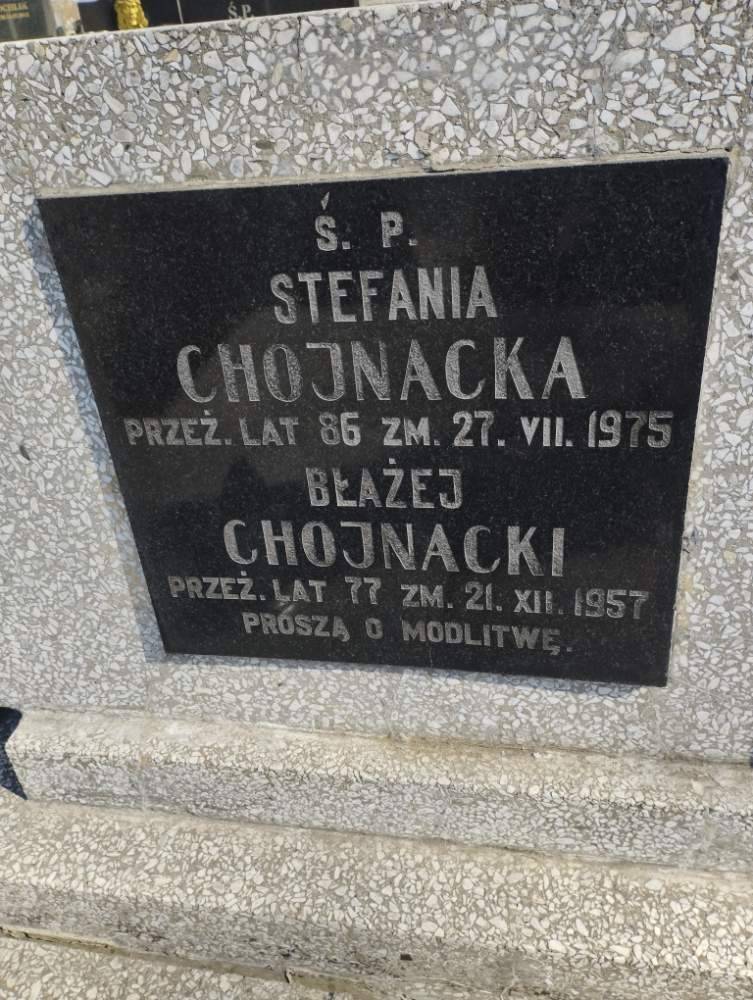 Ś.P.
Ś. P.
STEFANIA
CHOJNACKA
PRZEŻ. LAT 86 ZM. 27. VII. 1975
BŁAŻEJ
CHOJNACKI
PRZEŻ. LAT 77 ZM. 21. XII. 1957
PROSZĄ O MODLITWĘ.